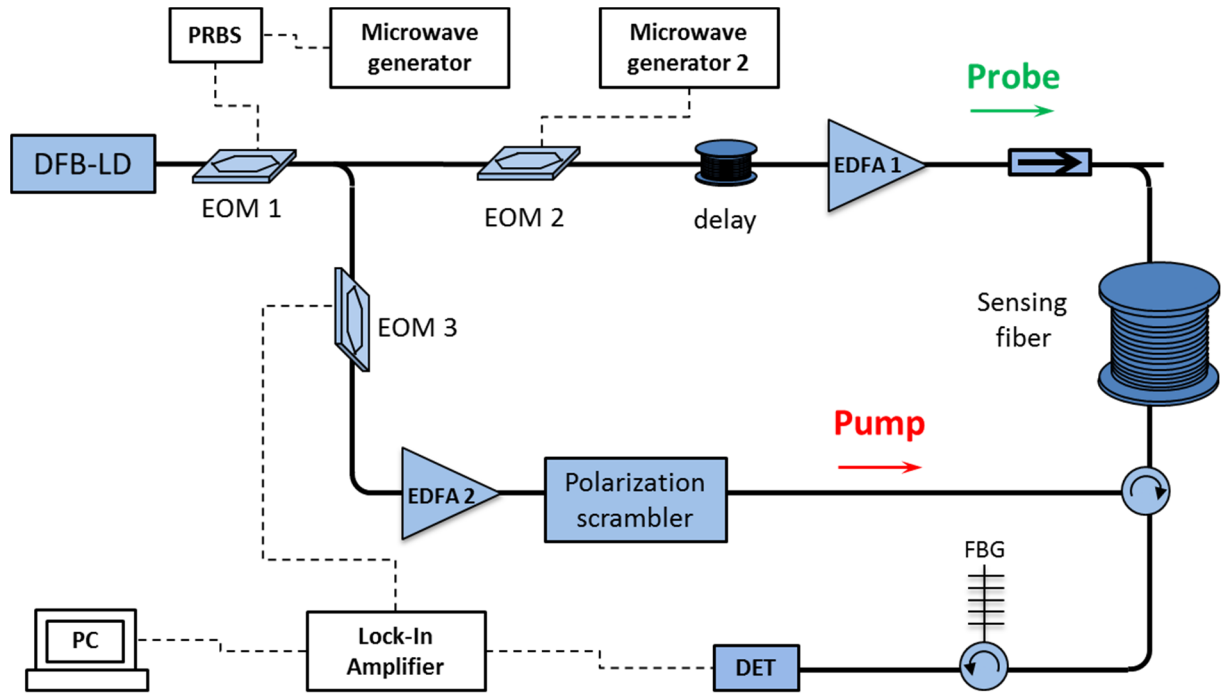 PRBS
Microwave
generator
Microwave
generator 2
Probe
DFB-LD
EDFA 1
EOM 1
EOM 2
delay
EOM 3
Sensing
fiber
Pump
EDFA 2
Polarization
scrambler
FBG
PC
Lock-In
Amplifier
DET